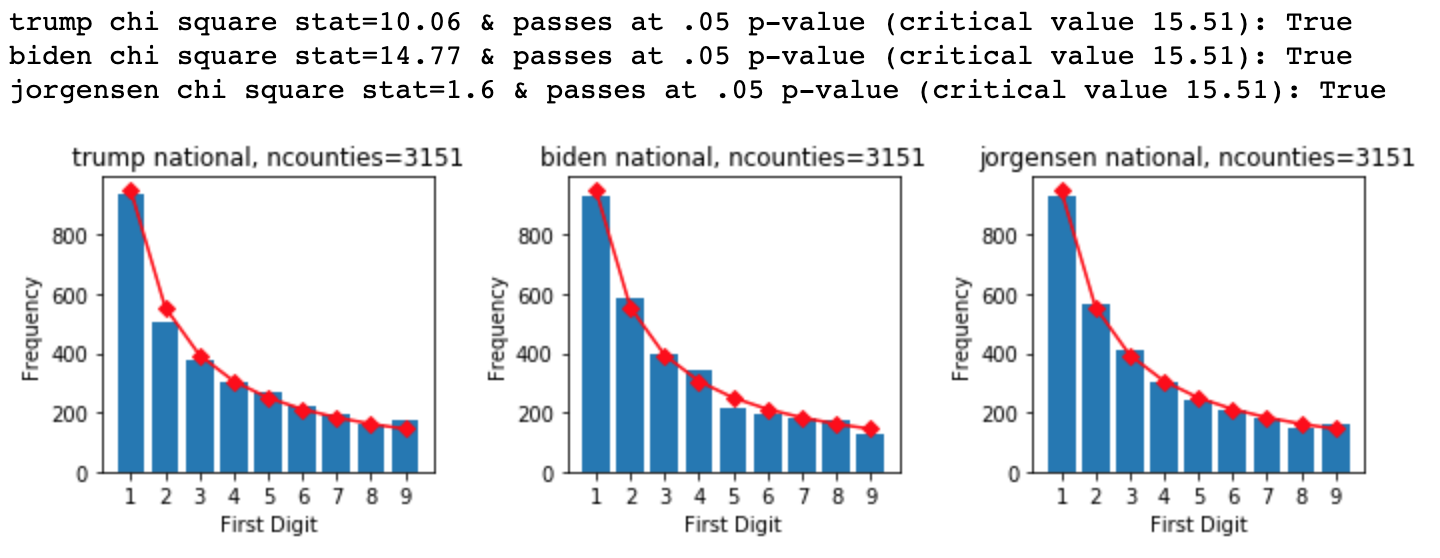 trump chi square stat=10.06 & passes at .05 p-value (critical value 15.51): True
biden chi square stat=14.77 & passes at .05 p-value (critical value 15.51): True
jorgensen chi square stat=1.6 & passes at .05 p-value (critical value 15.51): True
trump national, ncounties=3151
Frequency
800
600
400
200
0
1 2 3 4 5 6 7 8 9
First Digit
biden national, ncounties=3151
Frequency
800
600
400
200
0
1 2 3 4 5 6 7 8 9
First Digit
jorgensen national, ncounties=3151
Frequency
800
600
400
200
0
1 2 3 4 5 6 7 8 9
First Digit